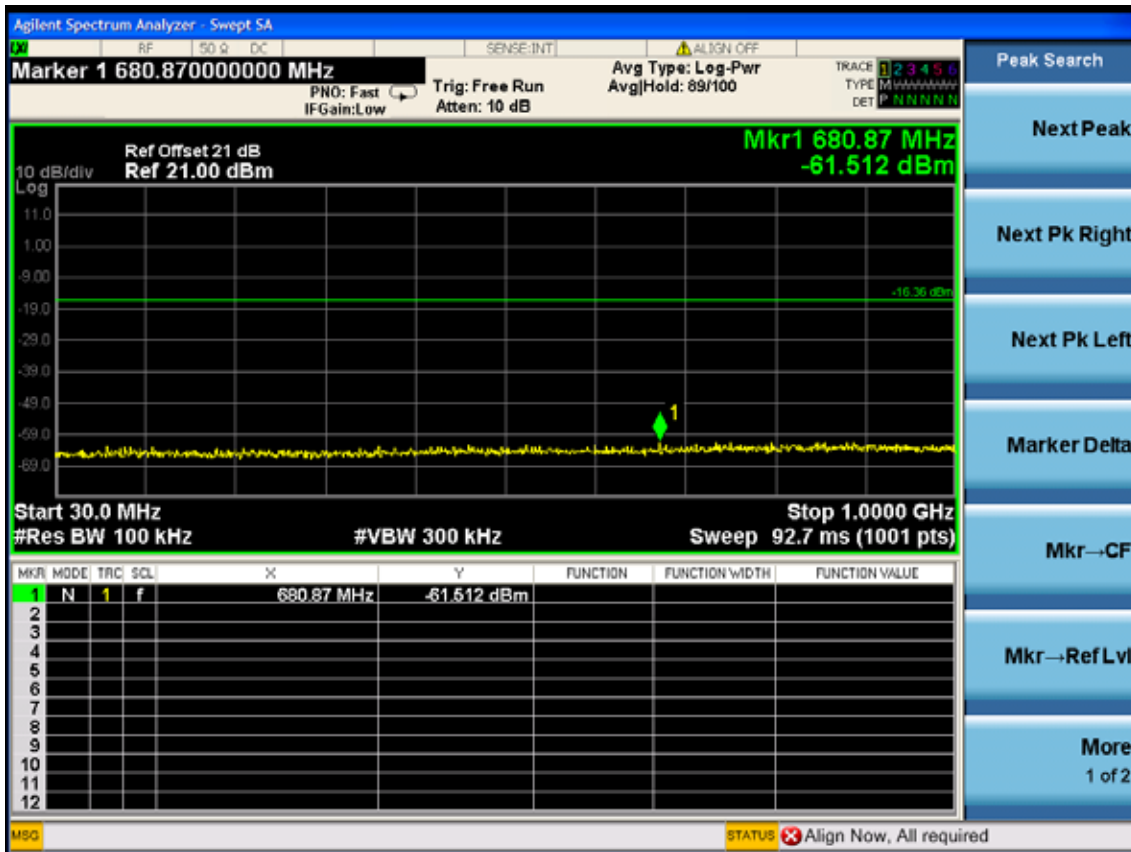 Agilent Spectrum Analyzer - Swept SA
RF 50 Ω DC SENSE:INT ALIGN OFF
Marker 1 680.870000000 MHz
PNO: Fast
IFGain:Low
Trig: Free Run
Atten: 10 dB
Avg Type: Log-Pwr
Avg|Hold: 89/100
TRACE 1 2 3 4 5 6
TYPE M WWWWW
DET P N N N N N
Peak Search
Next Peak
Next Pk Right
Next Pk Left
Marker Delta
Mkr→CF
Mkr→Ref Lvl
More
1 of 2
Mkr1 680.87 MHz
-61.512 dBm
Ref Offset 21 dB
10 dB/div Ref 21.00 dBm
Log
11.0
1.00
-9.00
-16.36 dBm
-19.0
-29.0
-39.0
-49.0
1
-59.0
-69.0
Start 30.0 MHz Stop 1.0000 GHz
#Res BW 100 kHz #VBW 300 kHz Sweep 92.7 ms (1001 pts)
MKR MODE TRC SCL X Y FUNCTION FUNCTION WIDTH FUNCTION VALUE
1 N 1 f 680.87 MHz -61.512 dBm
2
3
4
5
6
7
8
9
10
11
12
MSG STATUS Align Now, All required